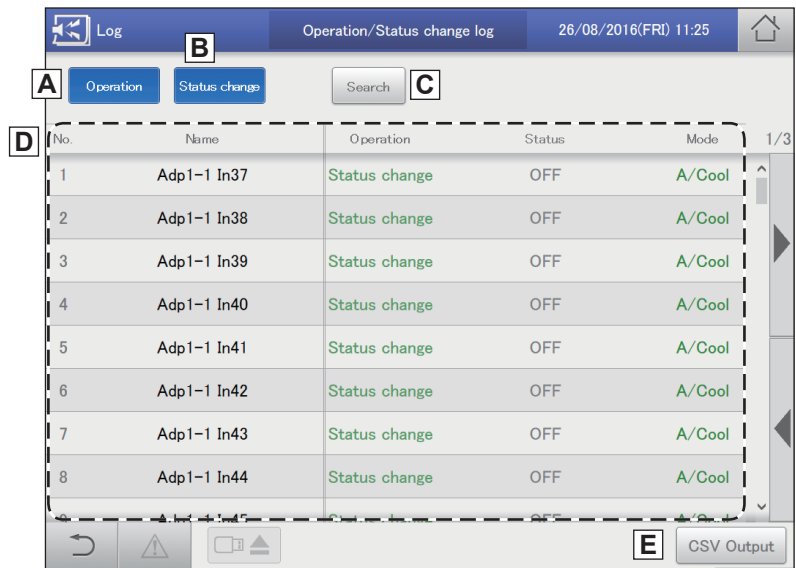 Log
Operation/Status change log
26/08/2016(FRI) 11:25
B
A
Operation
Status change
Search
C
D
No. Name Operation Status Mode 1/3
1 Adp1-1 In37 Status change OFF A/Cool
2 Adp1-1 In38 Status change OFF A/Cool
3 Adp1-1 In39 Status change OFF A/Cool
4 Adp1-1 In40 Status change OFF A/Cool
5 Adp1-1 In41 Status change OFF A/Cool
6 Adp1-1 In42 Status change OFF A/Cool
7 Adp1-1 In43 Status change OFF A/Cool
8 Adp1-1 In44 Status change OFF A/Cool
E
CSV Output